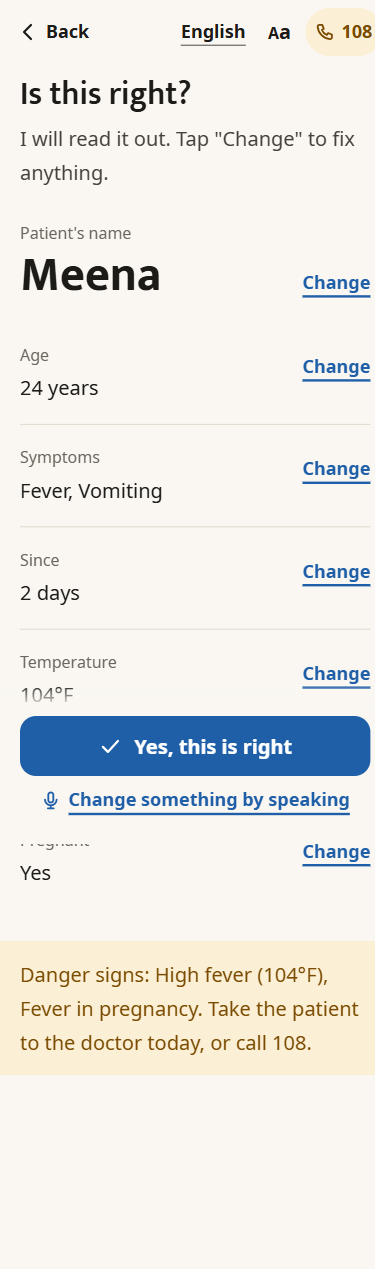 Back English Aa 108
Is this right?
I will read it out. Tap "Change" to fix
anything.
Patient's name
Meena
Change
Age
24 years
Change
Symptoms
Fever, Vomiting
Change
Since
2 days
Change
Temperature
104°F
Change
Yes, this is right
Change something by speaking
Pregnant
Yes
Change
Danger signs: High fever (104°F),
Fever in pregnancy. Take the patient
to the doctor today, or call 108.